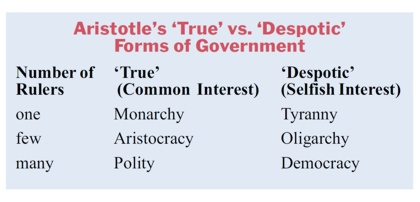 Aristotle's ‘True’ vs. ‘Despotic’
Forms of Government
Number of Rulers ‘True’ (Common Interest) ‘Despotic’ (Selfish Interest)
one Monarchy Tyranny
few Aristocracy Oligarchy
many Polity Democracy